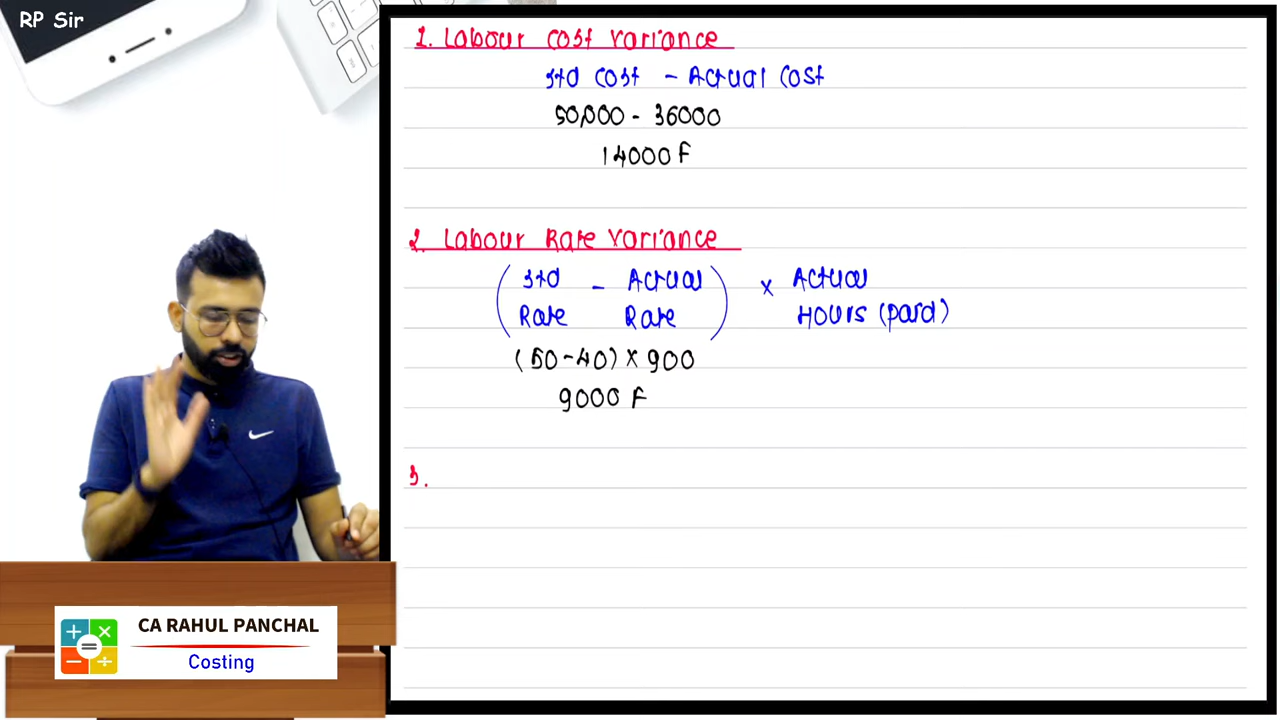 RP Sir
1. Labour Cost Variance
Std Cost - Actual Cost
50,000 - 36000
14000 F
2. Labour Rate Variance
( Std - Actual ) × Actual
Rate Rate Hours (paid)
(50-40) × 900
9000 F
3.
CA RAHUL PANCHAL
Costing